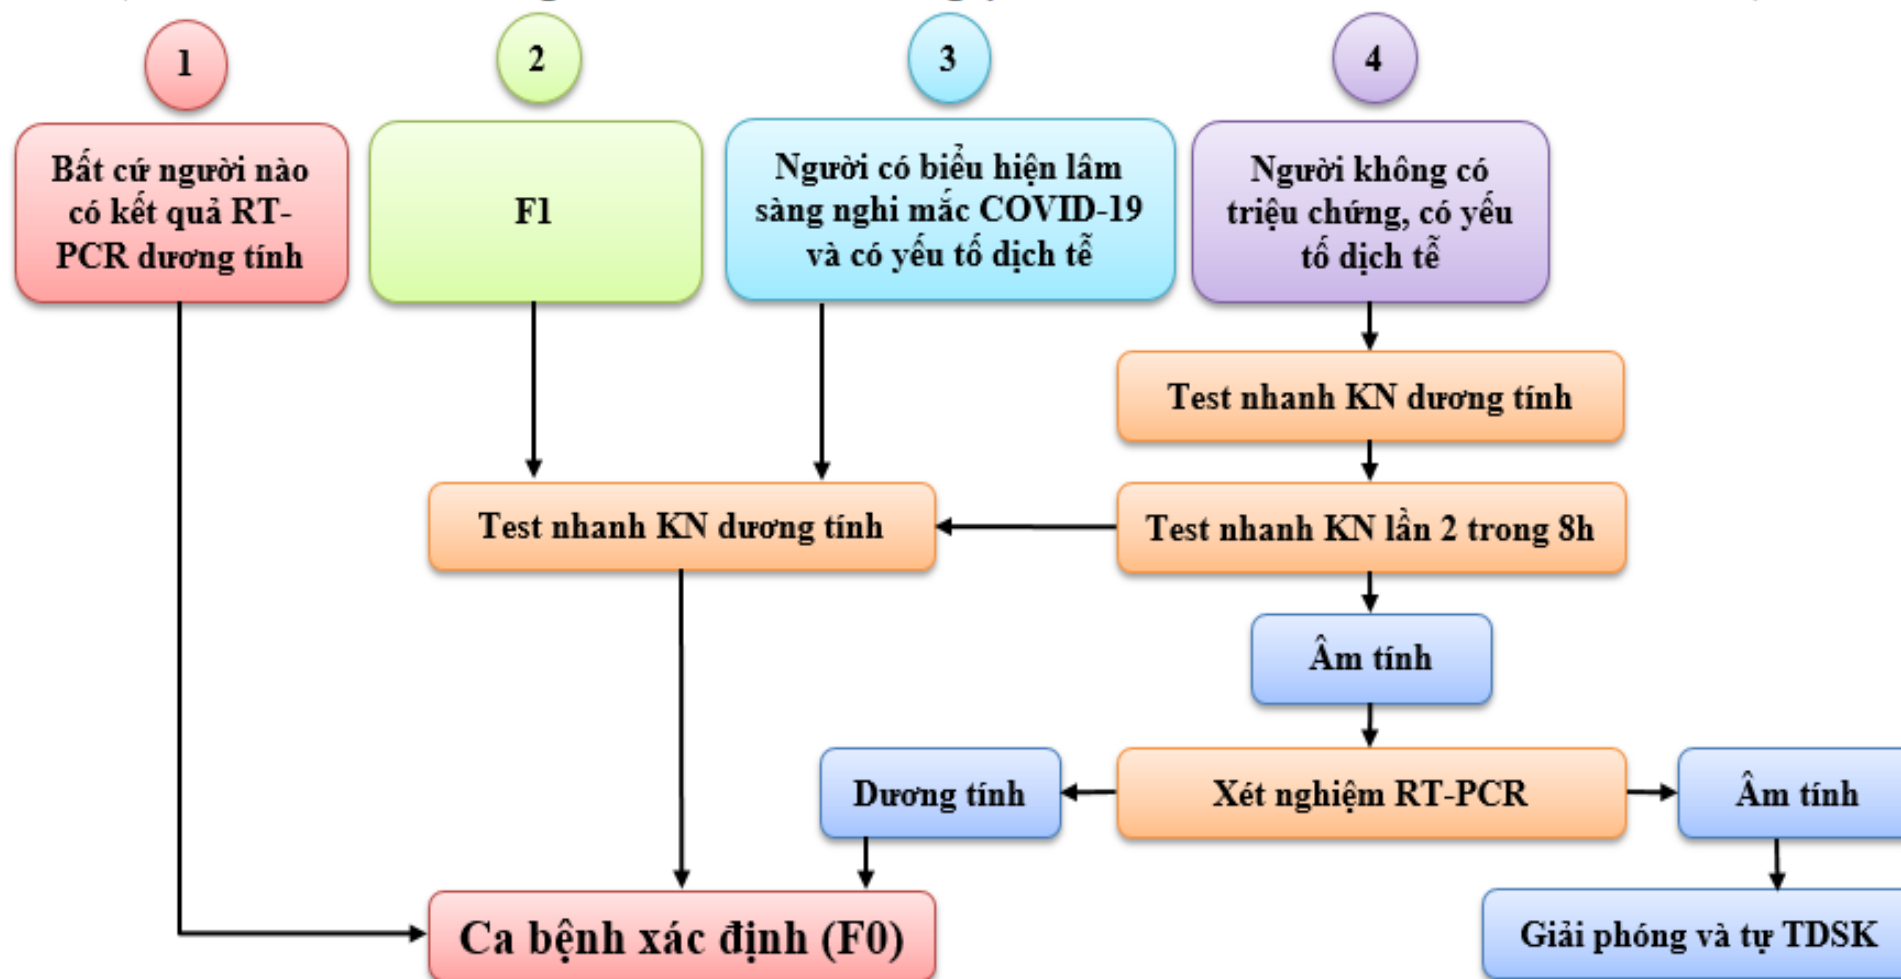 1
2
3
4
Bất cứ người nào
có kết quả RT-
PCR dương tính
F1
Người có biểu hiện lâm
sàng nghi mắc COVID-19
và có yếu tố dịch tễ
Người không có
triệu chứng, có yếu
tố dịch tễ
Test nhanh KN dương tính
Test nhanh KN dương tính
Test nhanh KN lần 2 trong 8h
Âm tính
Dương tính
Xét nghiệm RT-PCR
Âm tính
Ca bệnh xác định (F0)
Giải phóng và tự TDSK